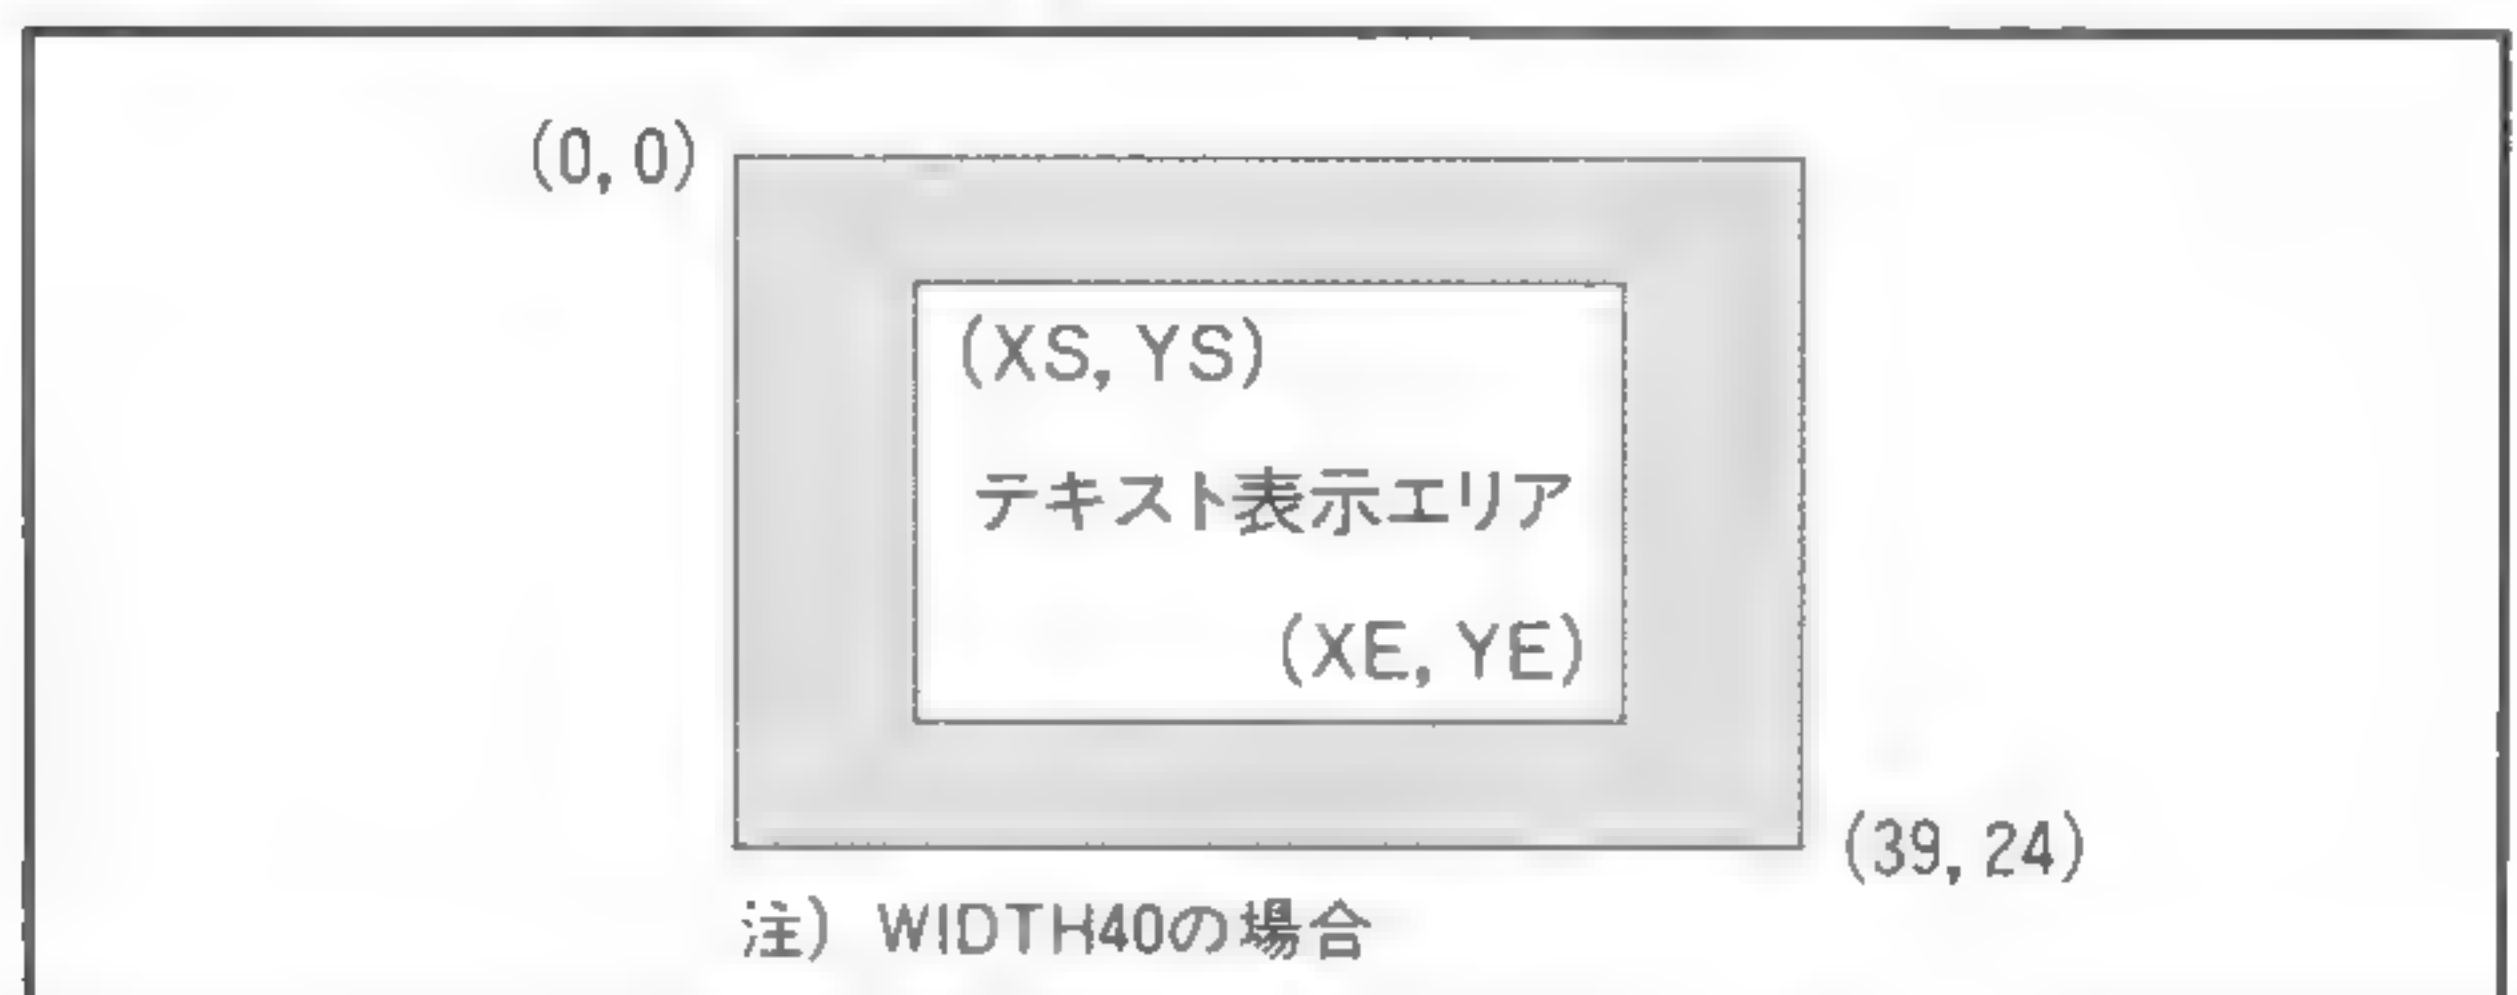 (0, 0)
(XS, YS)
テキスト表示エリア
(XE, YE)
(39, 24)
注) WIDTH40の場合